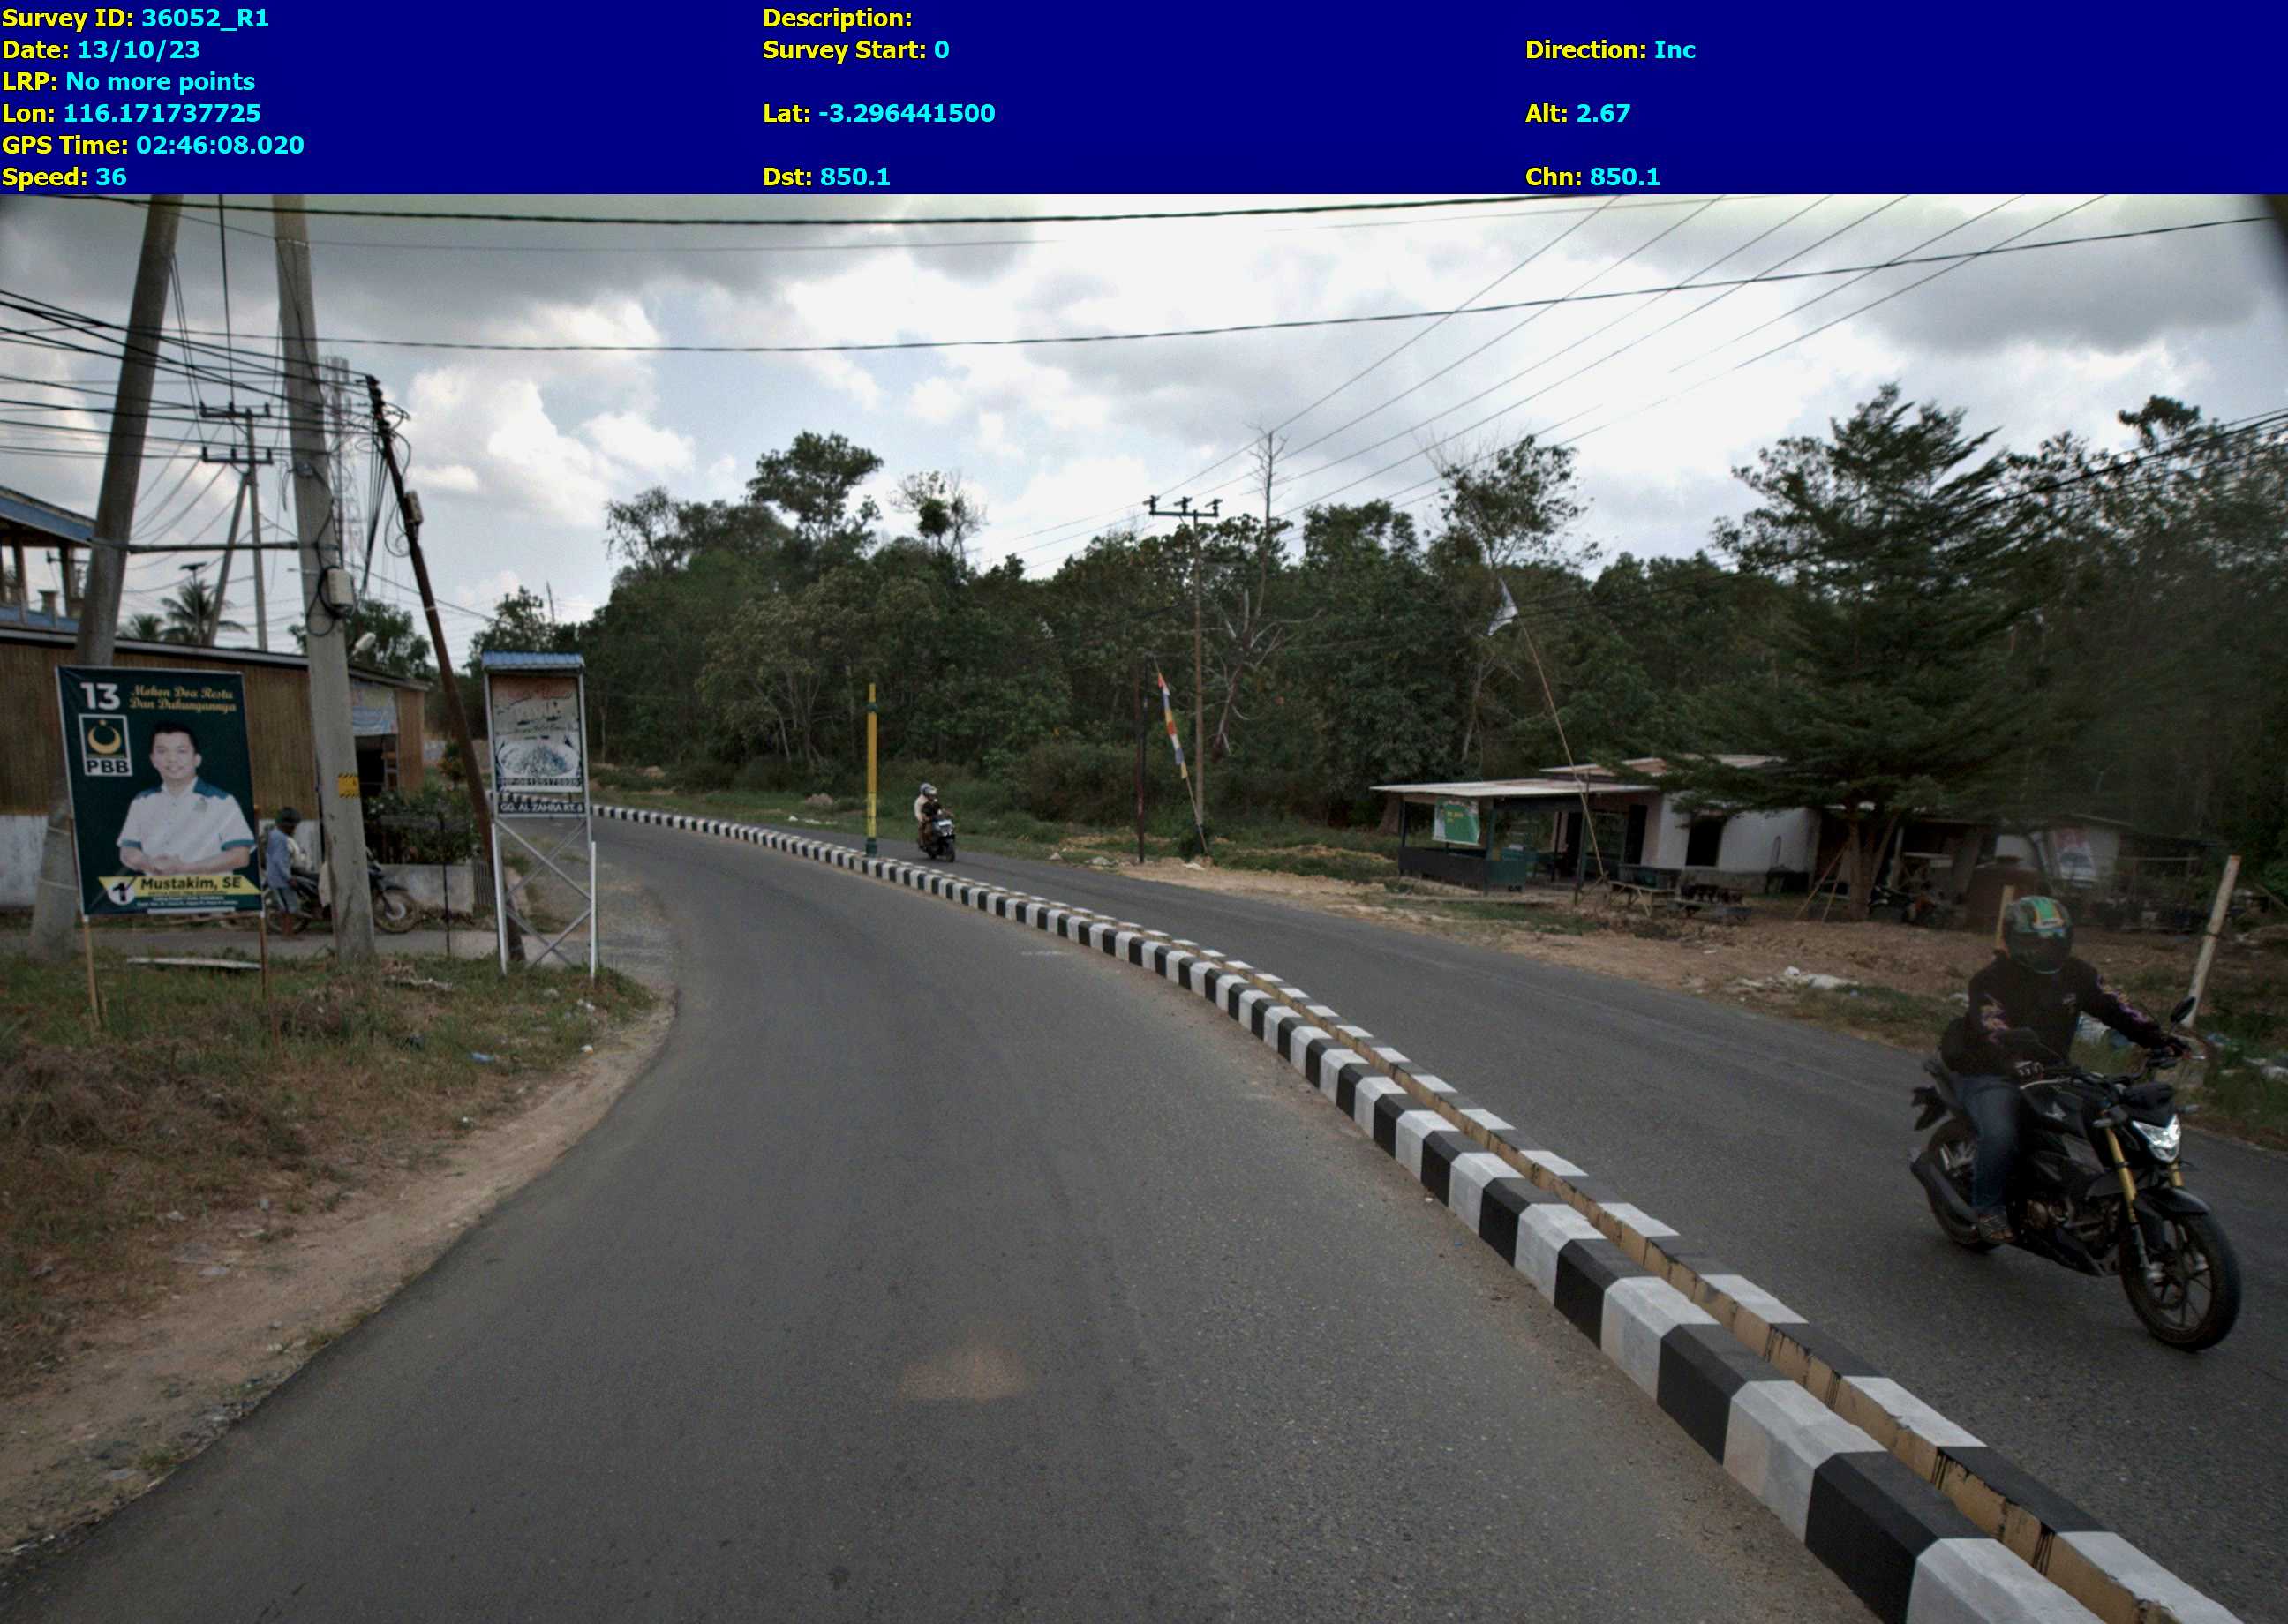 Survey ID: 36052_R1
Description:
Date: 13/10/23
Survey Start: 0
Direction: Inc
LRP: No more points
Lon: 116.171737725
Lat: -3.296441500
Alt: 2.67
GPS Time: 02:46:08.020
Speed: 36
Dst: 850.1
Chn: 850.1
13
Mohon Doa Restu
Dan Dukungannya
PBB
1
Mustakim, SE
GG. AL ZAHRA RT. 6